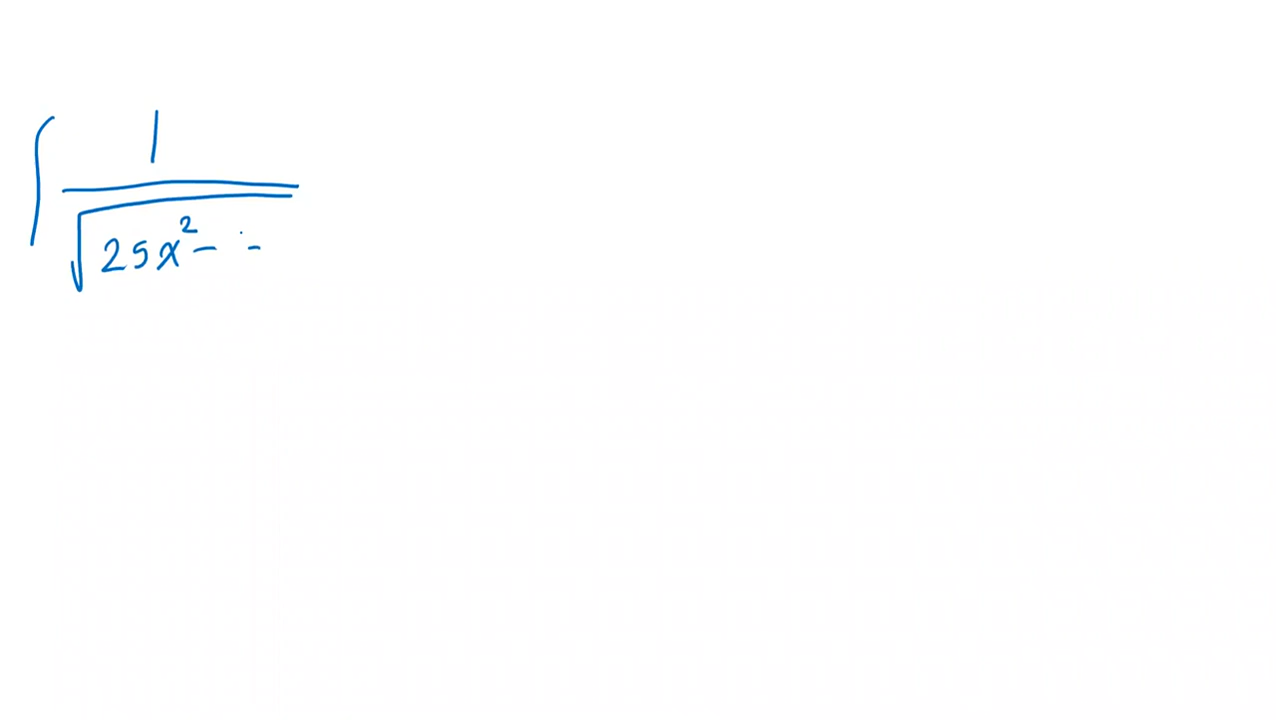 ∫ 1 / √(25x² −